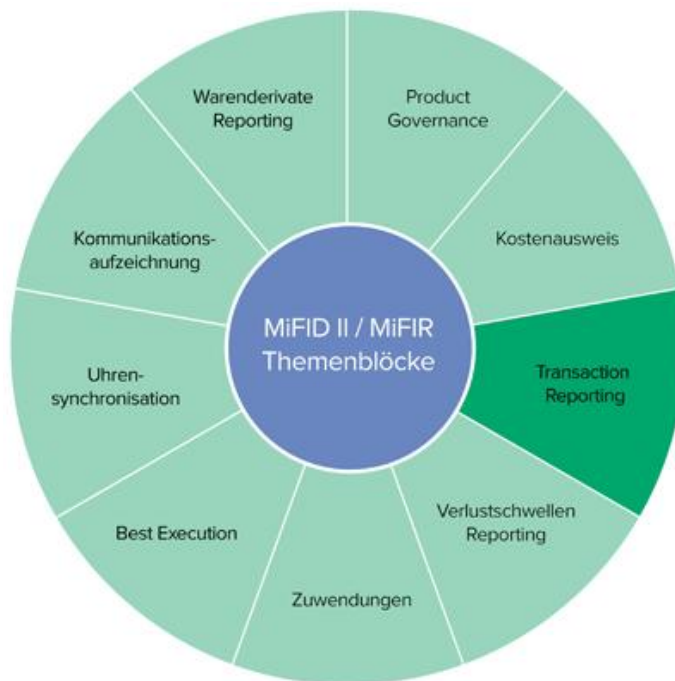 Warenderivate
Reporting
Product
Governance
Kostenausweis
Transaction
Reporting
Verlustschwellen
Reporting
Zuwendungen
Best Execution
Uhren-
synchronisation
Kommunikations-
aufzeichnung
MiFID II / MiFIR
Themenblöcke